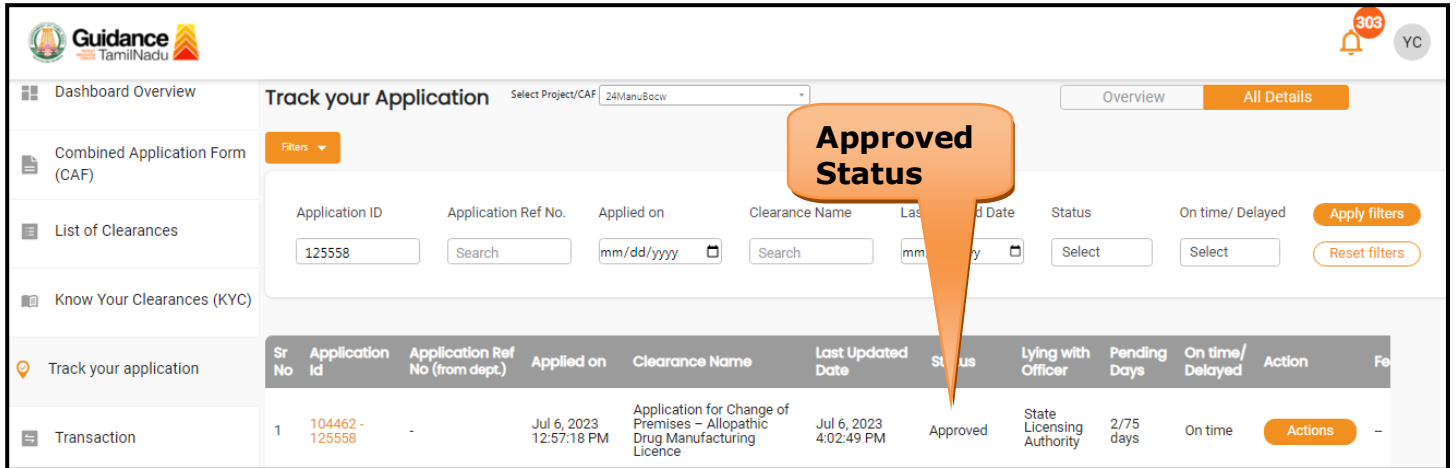 Guidance
TamilNadu
303
YC
Dashboard Overview
Track your Application
Select Project/CAF
24ManuBocw
Overview
All Details
Combined Application Form
(CAF)
Filters
Approved
Status
List of Clearances
Application ID
Application Ref No.
Applied on
Clearance Name
Date
Status
On time/ Delayed
Apply filters
125558
Search
mm/dd/yyyy
Search
Select
Select
Reset filters
Know Your Clearances (KYC)
Track your application
Sr
No
Application
Id
Application Ref
No (from dept.)
Applied on
Clearance Name
Last Updated
Date
Lying with
Officer
Pending
Days
On time/
Delayed
Action
Transaction
1
104462 -
125558
-
Jul 6, 2023
12:57:18 PM
Application for Change of
Premises – Allopathic
Drug Manufacturing
Licence
Jul 6, 2023
4:02:49 PM
Approved
State
Licensing
Authority
2/75
days
On time
Actions
–